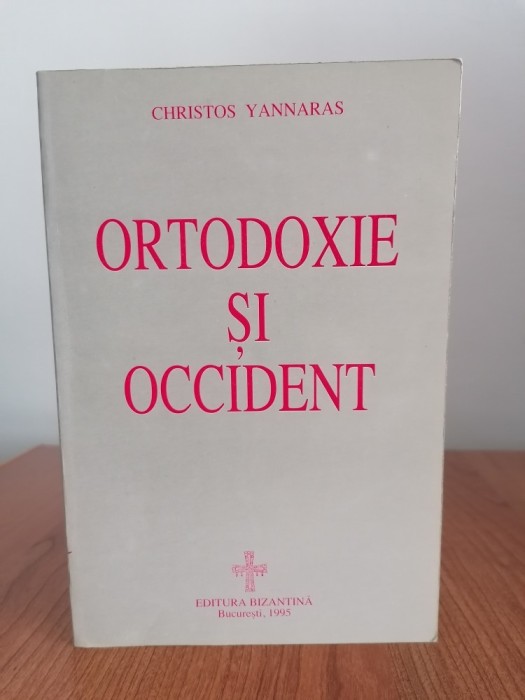 CHRISTOS YANNARAS
ORTODOXIE
ȘI
OCCIDENT
EDITURA BIZANTINĂ
București, 1995